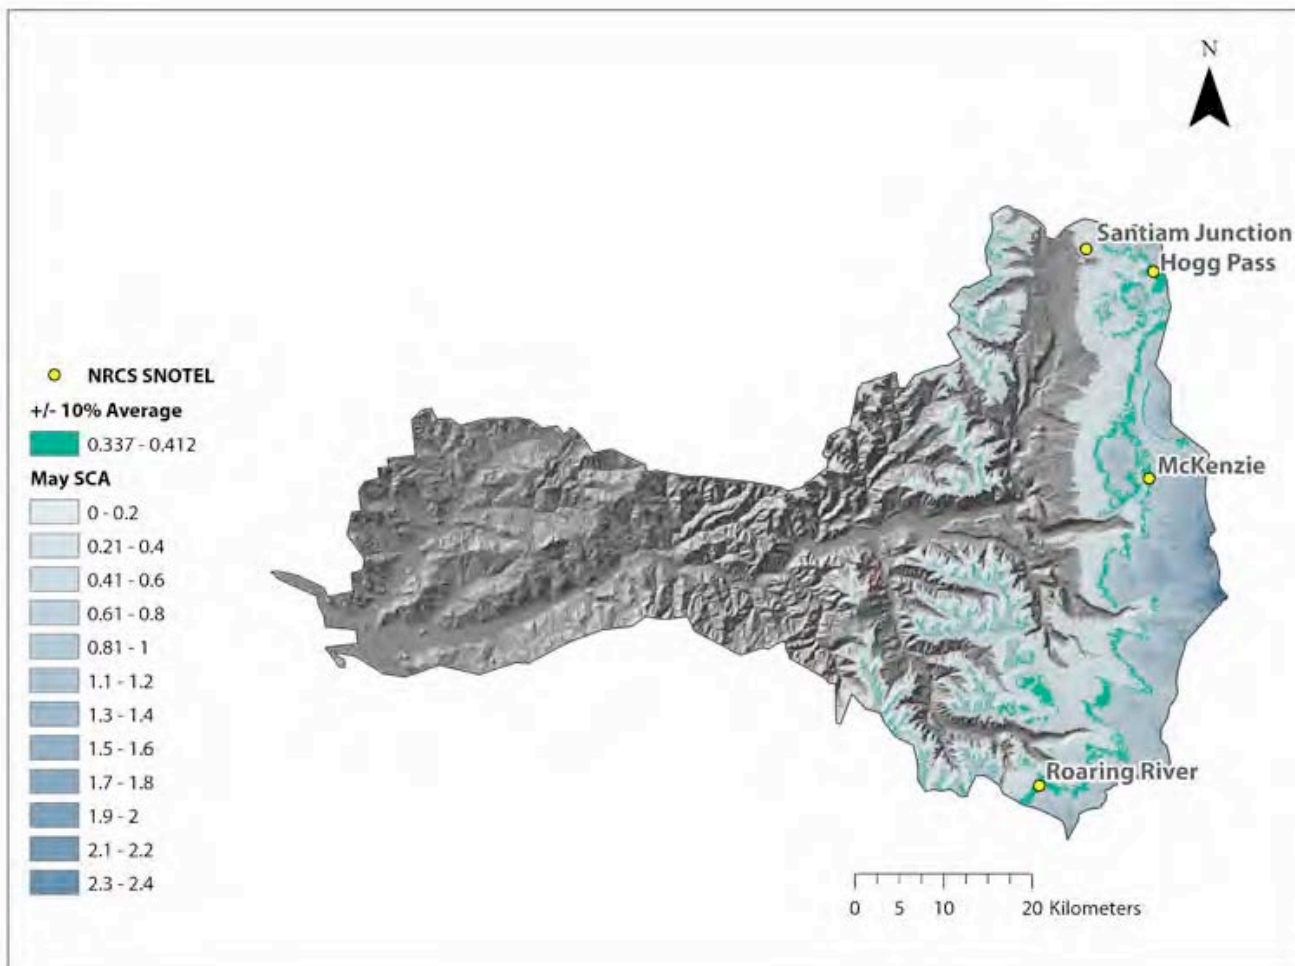 N
Santiam Junction
Hogg Pass
McKenzie
Roaring River
NRCS SNOTEL
+/- 10% Average
0.337 - 0.412
May SCA
0 - 0.2
0.21 - 0.4
0.41 - 0.6
0.61 - 0.8
0.81 - 1
1.1 - 1.2
1.3 - 1.4
1.5 - 1.6
1.7 - 1.8
1.9 - 2
2.1 - 2.2
2.3 - 2.4
0 5 10 20 Kilometers